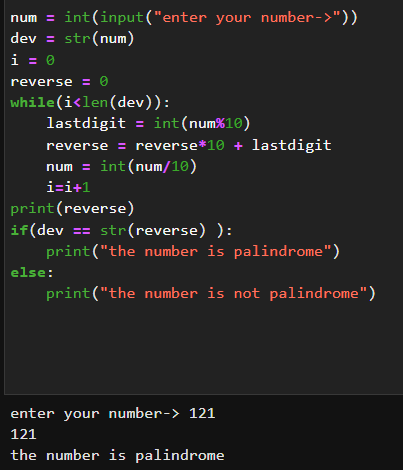 num = int(input("enter your number->"))
dev = str(num)
i = 0
reverse = 0
while(i<len(dev)):
    lastdigit = int(num%10)
    reverse = reverse*10 + lastdigit
    num = int(num/10)
    i=i+1
print(reverse)
if(dev == str(reverse) ):
    print("the number is palindrome")
else:
    print("the number is not palindrome")
enter your number-> 121
121
the number is palindrome